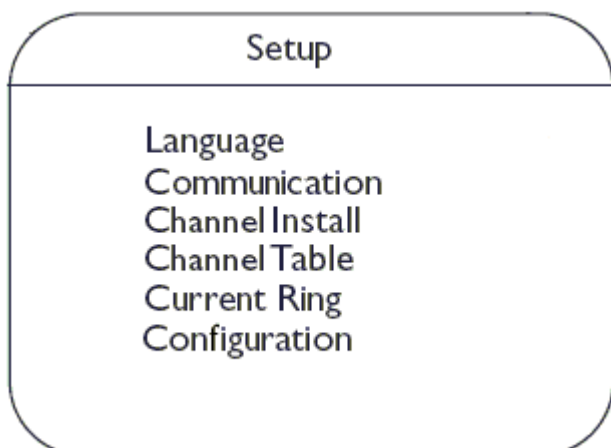 Setup
Language
Communication
Channel Install
Channel Table
Current Ring
Configuration